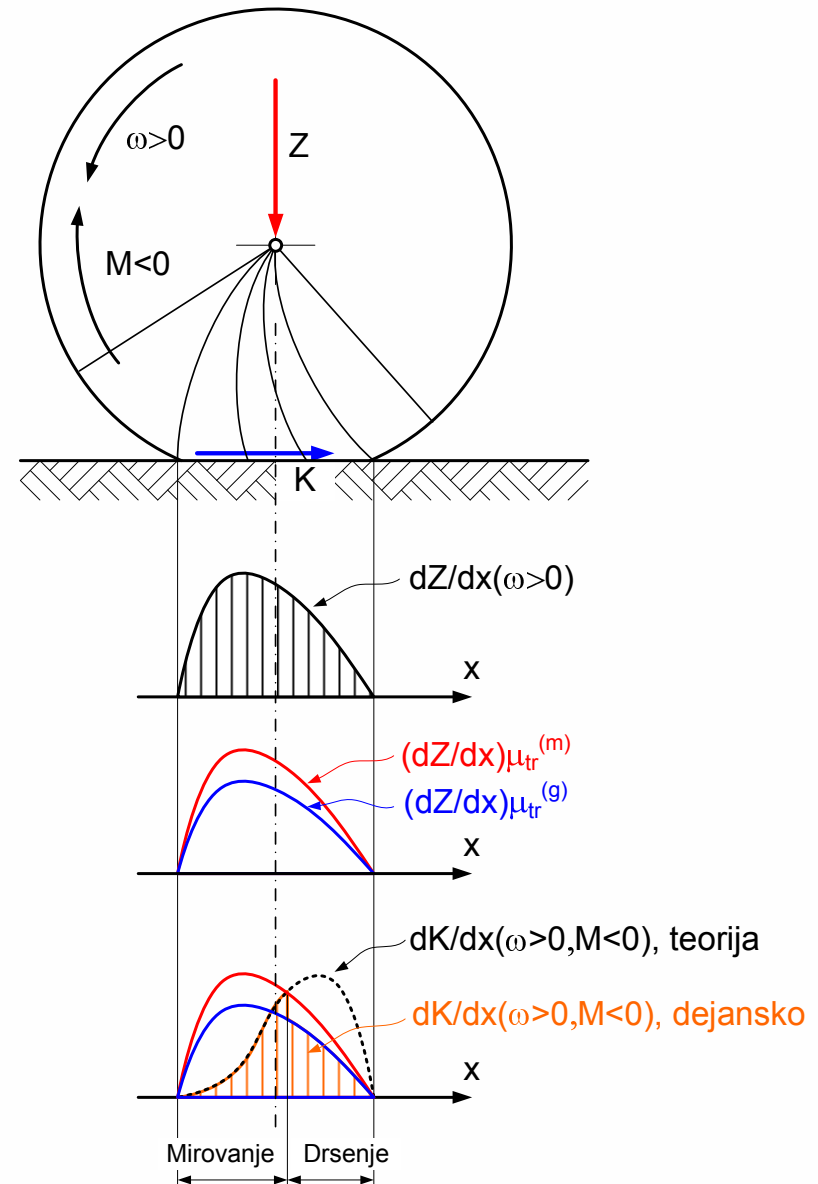 ω>0
Z
M<0
K
dZ/dx(ω>0)
x
(dZ/dx)μtr(m)
(dZ/dx)μtr(g)
x
dK/dx(ω>0,M<0), teorija
dK/dx(ω>0,M<0), dejansko
x
Mirovanje
Drsenje